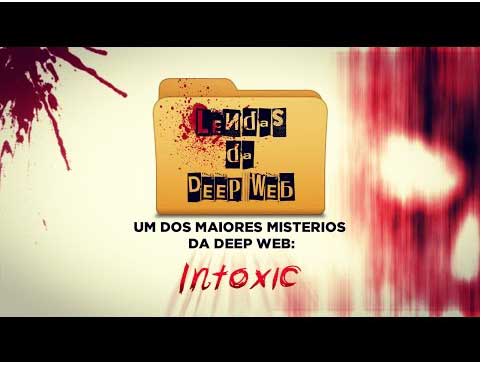 LENDAS
da
DEEP WEB
UM DOS MAIORES MISTERIOS
DA DEEP WEB:
INtOXIC